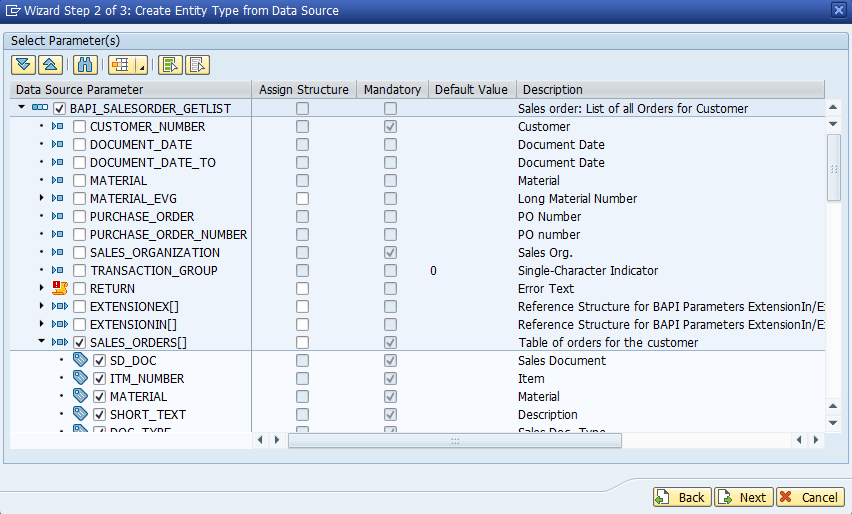 Wizard Step 2 of 3: Create Entity Type from Data Source
Select Parameter(s)
Data Source Parameter Assign Structure Mandatory Default Value Description
BAPI_SALESORDER_GETLIST Sales order: List of all Orders for Customer
CUSTOMER_NUMBER Customer
DOCUMENT_DATE Document Date
DOCUMENT_DATE_TO Document Date
MATERIAL Material
MATERIAL_EVG Long Material Number
PURCHASE_ORDER PO Number
PURCHASE_ORDER_NUMBER PO number
SALES_ORGANIZATION Sales Org.
TRANSACTION_GROUP 0 Single-Character Indicator
RETURN Error Text
EXTENSIONEX[] Reference Structure for BAPI Parameters ExtensionIn/Ex
EXTENSIONIN[] Reference Structure for BAPI Parameters ExtensionIn/Ex
SALES_ORDERS[] Table of orders for the customer
SD_DOC Sales Document
ITM_NUMBER Item
MATERIAL Material
SHORT_TEXT Description
DOC_TYPE Sales Doc. Type
Back Next Cancel